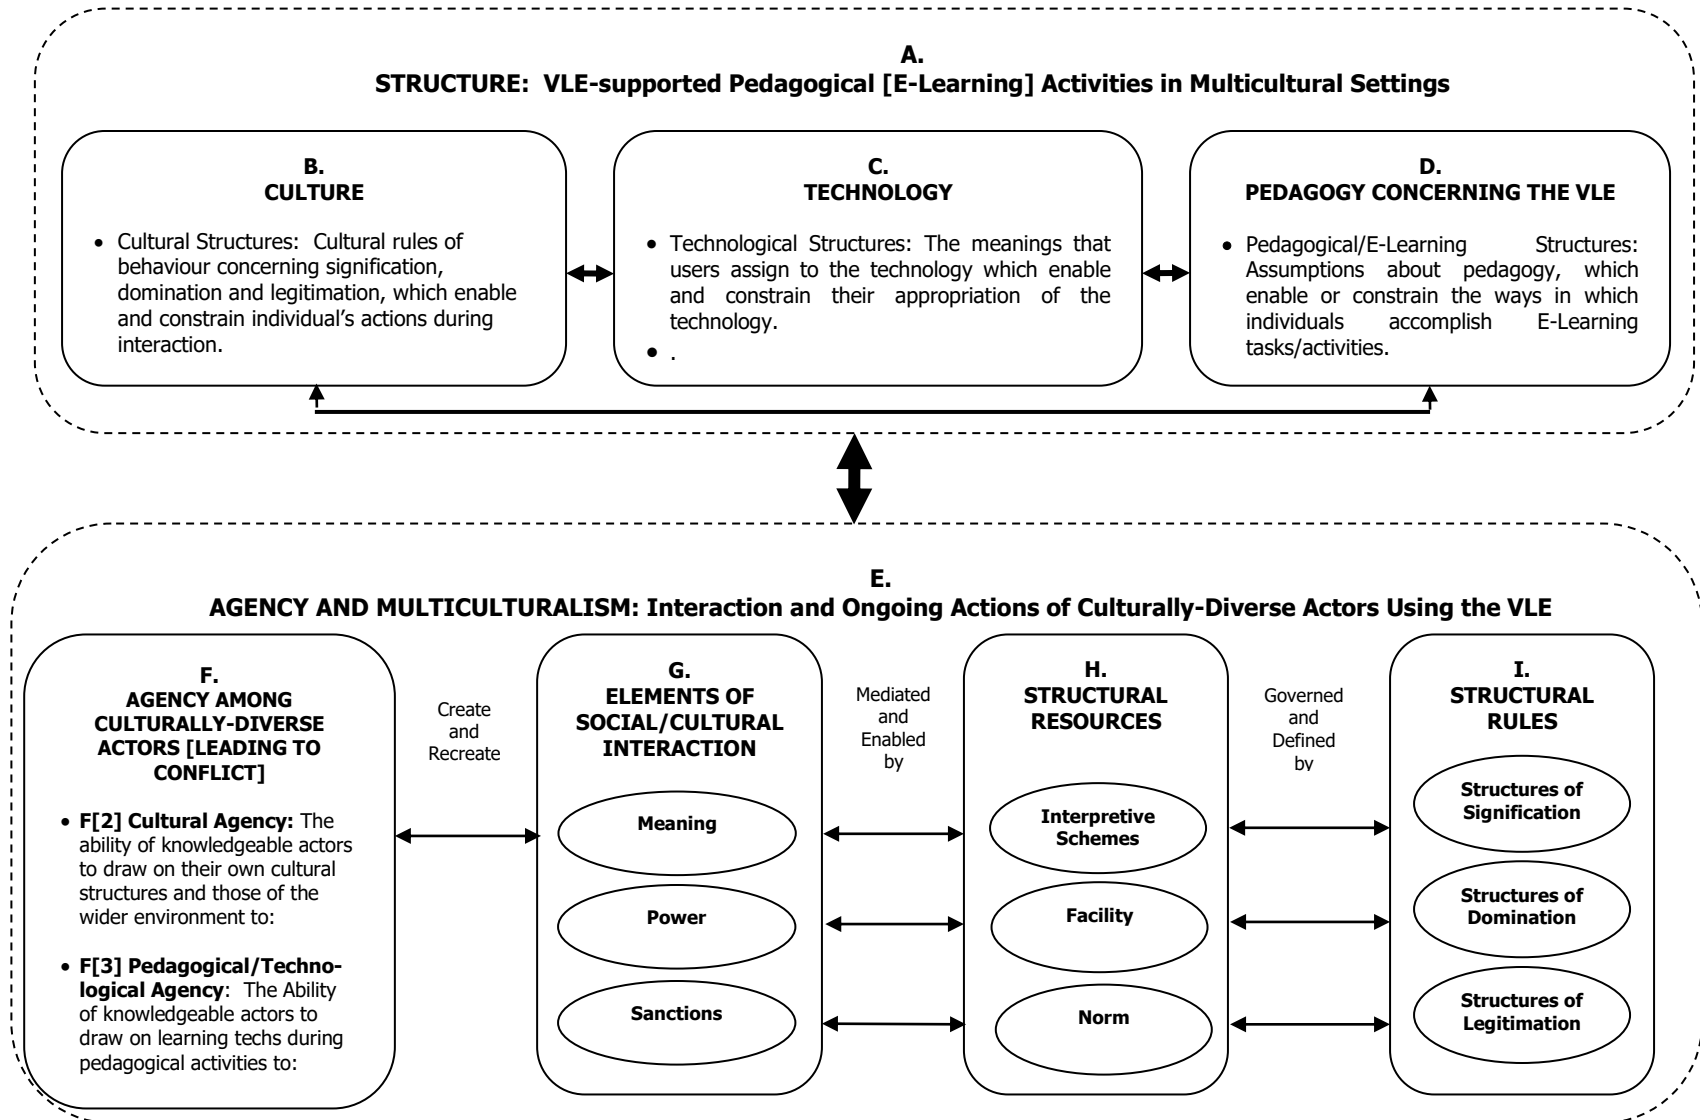 A.
STRUCTURE: VLE-supported Pedagogical [E-Learning] Activities in Multicultural Settings
B.
CULTURE
• Cultural Structures: Cultural rules of
behaviour concerning signification,
domination and legitimation, which enable
and constrain individual's actions during
interaction.
C.
TECHNOLOGY
• Technological Structures: The meanings that
users assign to the technology which enable
and constrain their appropriation of the
technology.
• .
D.
PEDAGOGY CONCERNING THE VLE
• Pedagogical/E-Learning Structures:
Assumptions about pedagogy, which
enable or constrain the ways in which
individuals accomplish E-Learning
tasks/activities.
E.
AGENCY AND MULTICULTURALISM: Interaction and Ongoing Actions of Culturally-Diverse Actors Using the VLE
F.
AGENCY AMONG
CULTURALLY-DIVERSE
ACTORS [LEADING TO
CONFLICT]
• F[2] Cultural Agency: The
ability of knowledgeable actors
to draw on their own cultural
structures and those of the
wider environment to:
• F[3] Pedagogical/Techno-
logical Agency: The Ability
of knowledgeable actors to
draw on learning techs during
pedagogical activities to:
Create
and
Recreate
G.
ELEMENTS OF
SOCIAL/CULTURAL
INTERACTION
Meaning
Power
Sanctions
Mediated
and
Enabled
by
H.
STRUCTURAL
RESOURCES
Interpretive
Schemes
Facility
Norm
Governed
and
Defined
by
I.
STRUCTURAL
RULES
Structures of
Signification
Structures of
Domination
Structures of
Legitimation